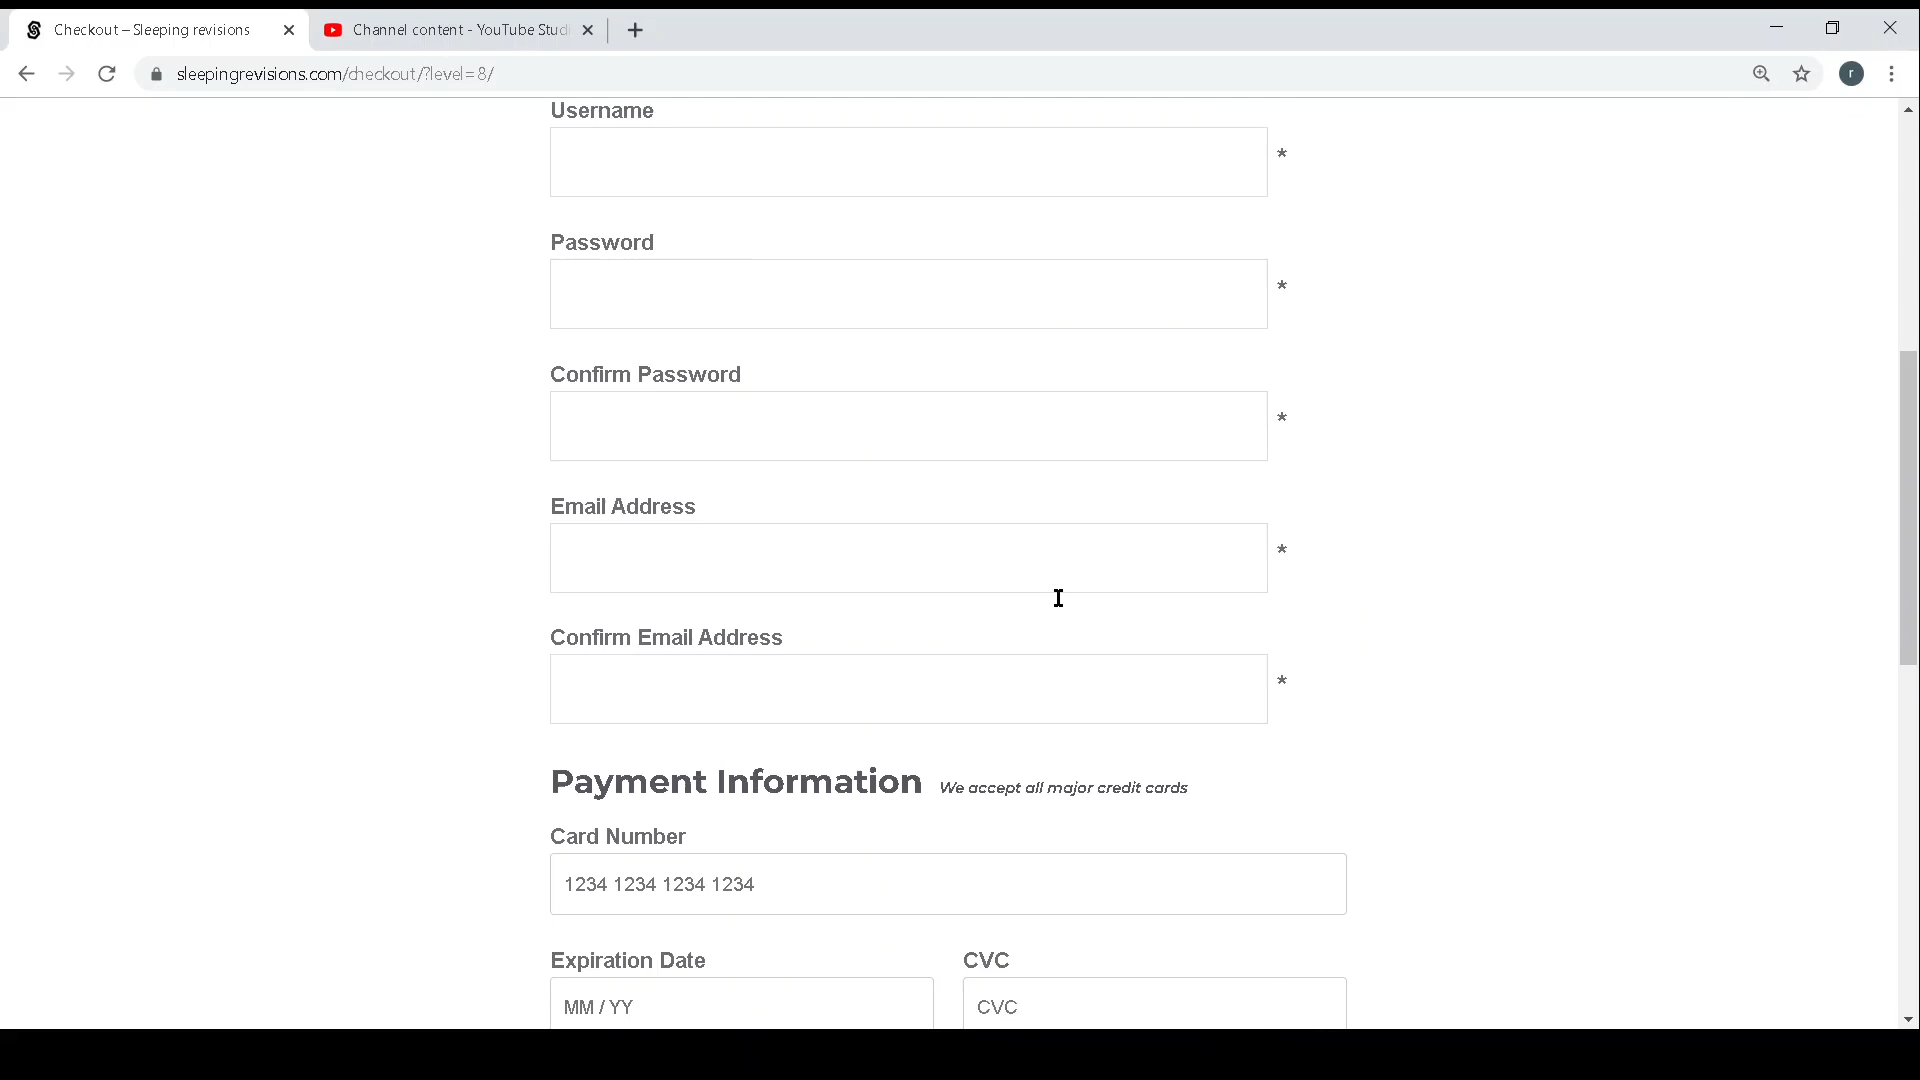 Checkout – Sleeping revisions
Channel content - YouTube Studi
sleepingrevisions.com/checkout/?level=8/
r
Username
*
Password
*
Confirm Password
*
Email Address
*
Confirm Email Address
*
Payment Information We accept all major credit cards
Card Number
1234 1234 1234 1234
Expiration Date CVC
MM / YY CVC